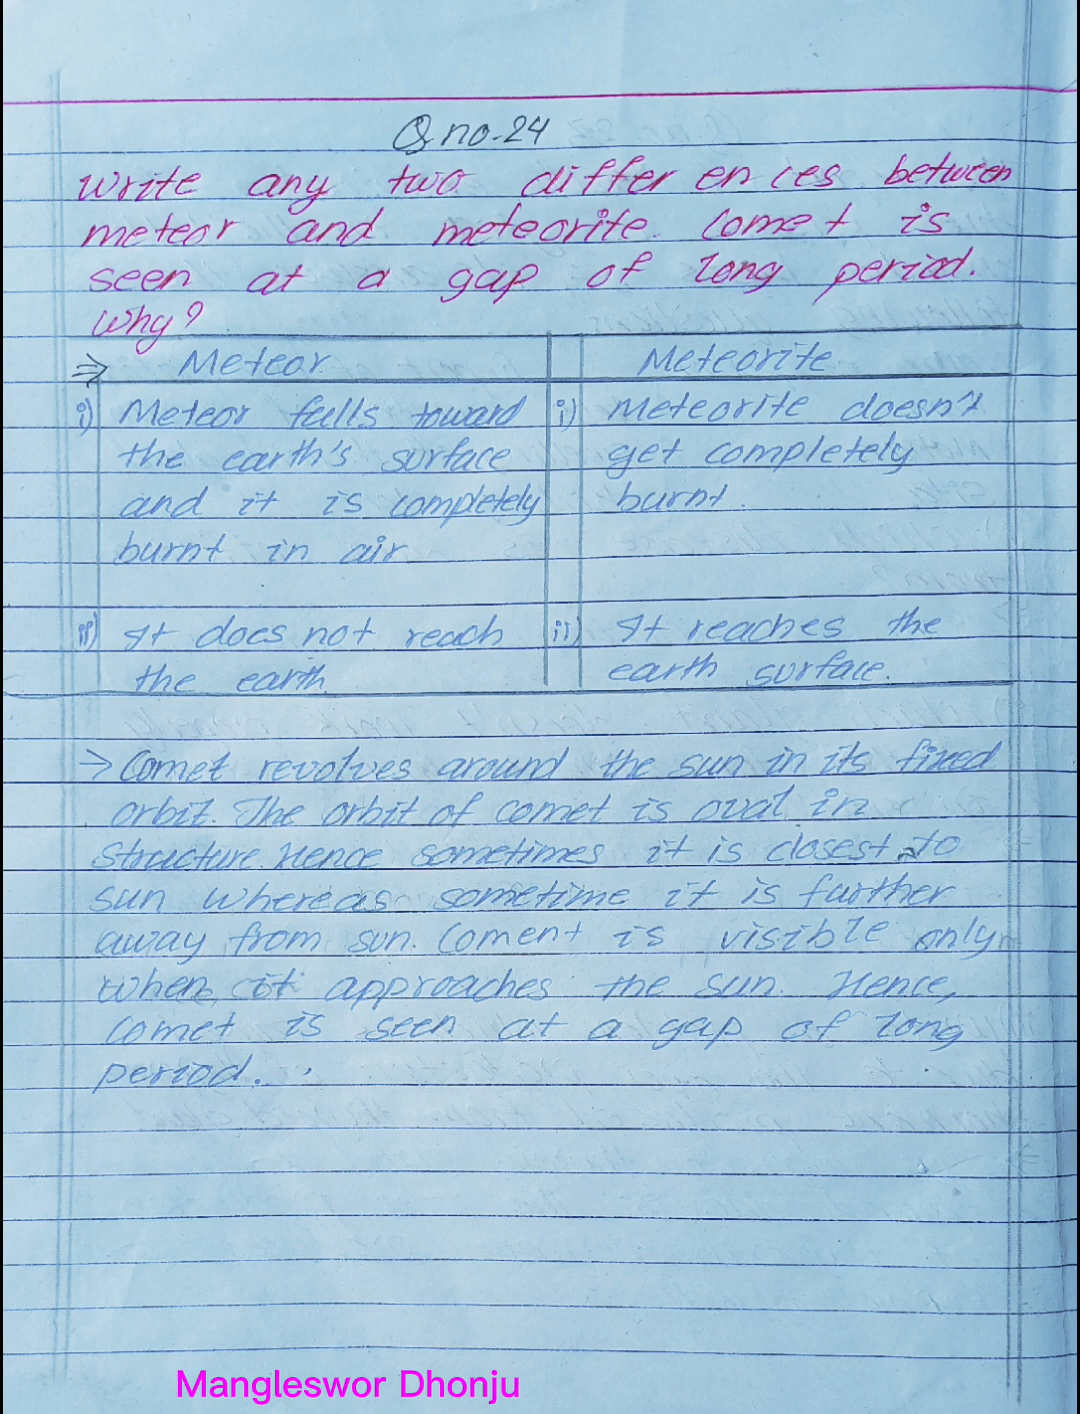 Q.no.24
Write any two differences between
meteor and meteorite. Comet is
seen at a gap of long period.
Why?
⇒ Meteor Meteorite
i) Meteor falls toward i) Meteorite doesn't
the earth's surface get completely
and it is completely burnt.
burnt in air.
ii) It does not reach ii) It reaches the
the earth earth surface.
→ Comet revolves around the sun in its fixed
orbit. The orbit of comet is oval in
structure. Hence sometimes it is closest to
sun whereas sometime it is further
away from sun. Coment is visible only
when it approaches the sun. Hence,
comet is seen at a gap of long
period.
Mangleswor Dhonju